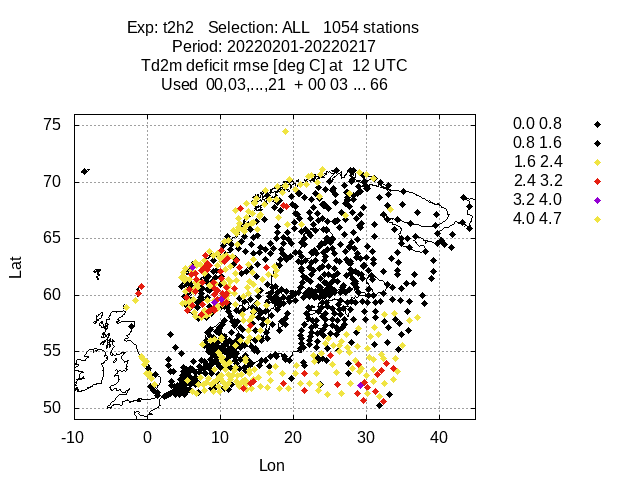 Exp: t2h2   Selection: ALL   1054 stations
Period: 20220201-20220217
Td2m deficit rmse [deg C] at  12 UTC
Used  00,03,...,21  + 00 03 ... 66
75
70
65
60
55
50
Lat
-10 0 10 20 30 40
Lon
0.0 0.8
0.8 1.6
1.6 2.4
2.4 3.2
3.2 4.0
4.0 4.7